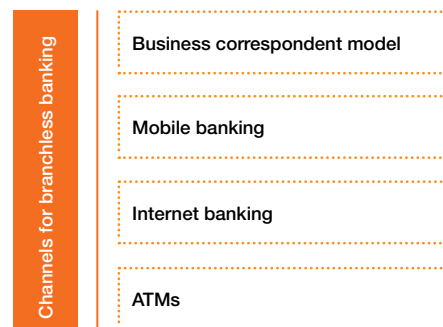 Channels for branchless banking
Business correspondent model
Mobile banking
Internet banking
ATMs